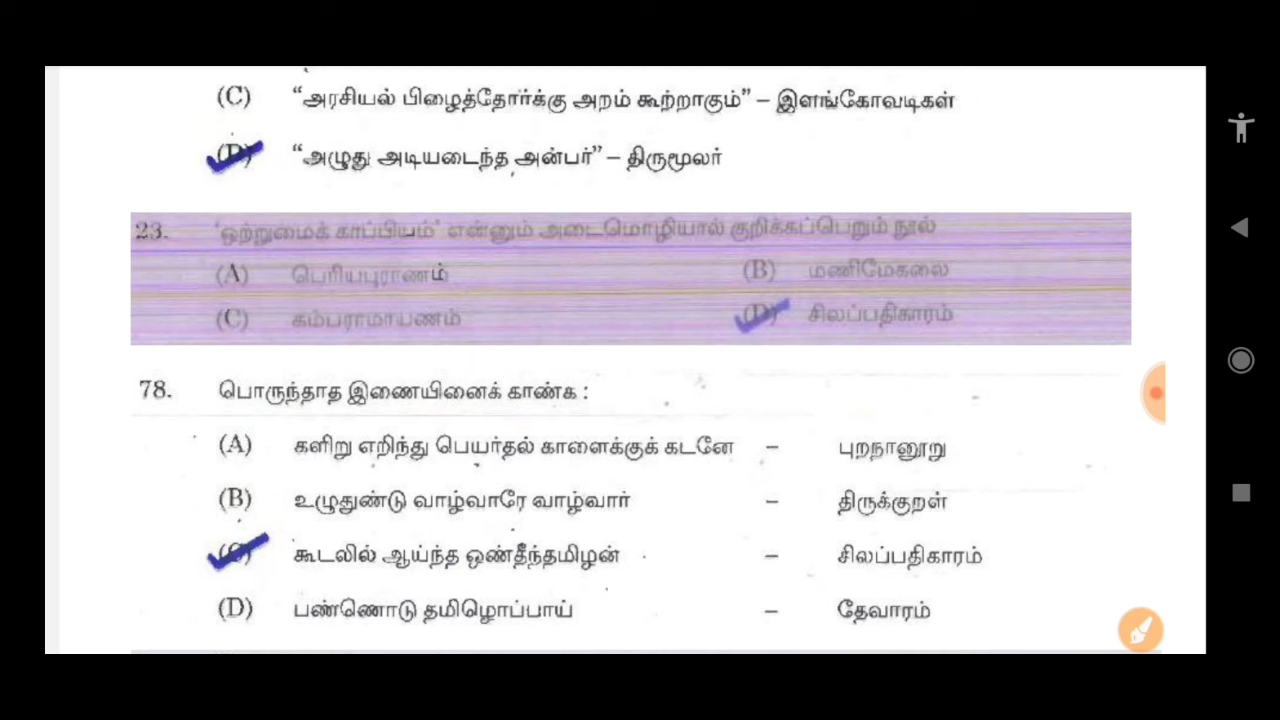 (C) "அரசியல் பிழைத்தோர்க்கு அறம் கூற்றாகும்" – இளங்கோவடிகள்
(D) "அழுது அடியடைந்த அன்பர்" – திருமூலர்
23. 'ஒற்றுமைக் காப்பியம்' என்னும் அடைமொழியால் குறிக்கப்பெறும் நூல்
(A) பெரியபுராணம் (B) மணிமேகலை
(C) கம்பராமாயணம் (D) சிலப்பதிகாரம்
78. பொருந்தாத இணையினைக் காண்க :
(A) களிறு எறிந்து பெயர்தல் காளைக்குக் கடனே – புறநானூறு
(B) உழுதுண்டு வாழ்வாரே வாழ்வார் – திருக்குறள்
(C) கூடலில் ஆய்ந்த ஒண்தீந்தமிழன் – சிலப்பதிகாரம்
(D) பண்ணொடு தமிழொப்பாய் – தேவாரம்